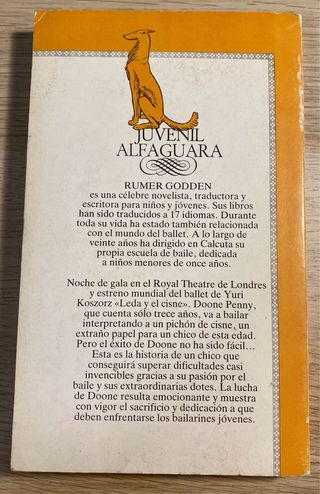 JUVENIL
ALFAGUARA
RUMER GODDEN
es una célebre novelista, traductora y
escritora para niños y jóvenes. Sus libros
han sido traducidos a 17 idiomas. Durante
toda su vida ha estado también relacionada
con el mundo del ballet. A lo largo de
veinte años ha dirigido en Calcuta su
propia escuela de baile, dedicada
a niños menores de once años.
Noche de gala en el Royal Theatre de Londres
y estreno mundial del ballet de Yuri
Koszorz «Leda y el cisne». Doone Penny,
que cuenta sólo trece años, va a bailar
interpretando a un pichón de cisne, un
extraño papel para un chico de esta edad.
Pero el éxito de Doone no ha sido fácil...
Esta es la historia de un chico que
conseguirá superar dificultades casi
invencibles gracias a su pasión por el
baile y sus extraordinarias dotes. La lucha
de Doone resulta emocionante y muestra
con vigor el sacrificio y dedicación a que
deben enfrentarse los bailarines jóvenes.